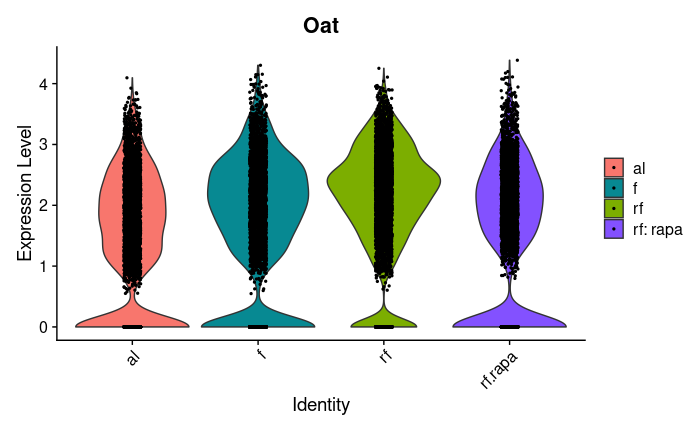 Oat
Expression Level
4
3
2
1
0
al
f
rf
rf.rapa
Identity
al
f
rf
rf: rapa